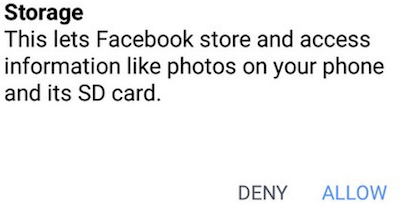 Storage
This lets Facebook store and access
information like photos on your phone
and its SD card.
DENY ALLOW